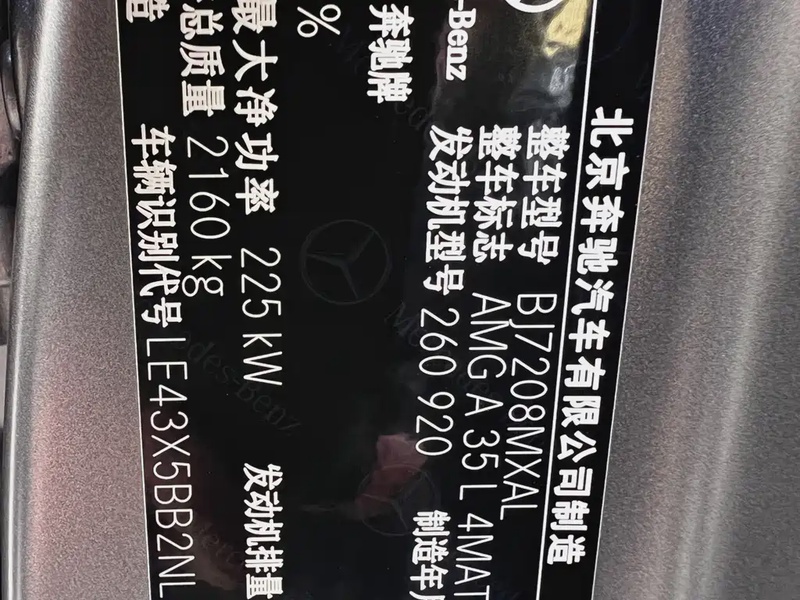 北京奔驰汽车有限公司制造
整车型号 BJ7208MXAL
-Benz 整车标志 AMG A 35 L 4MAT
发动机型号 260 920 制造年月
奔驰牌
%
最大净功率 225 kW 发动机排量
总质量 2160 kg
造 车辆识别代号 LE43X5BB2NL